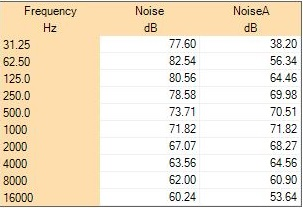 Frequency Noise NoiseA
Hz dB dB
31.25 77.60 38.20
62.50 82.54 56.34
125.0 80.56 64.46
250.0 78.58 69.98
500.0 73.71 70.51
1000 71.82 71.82
2000 67.07 68.27
4000 63.56 64.56
8000 62.00 60.90
16000 60.24 53.64